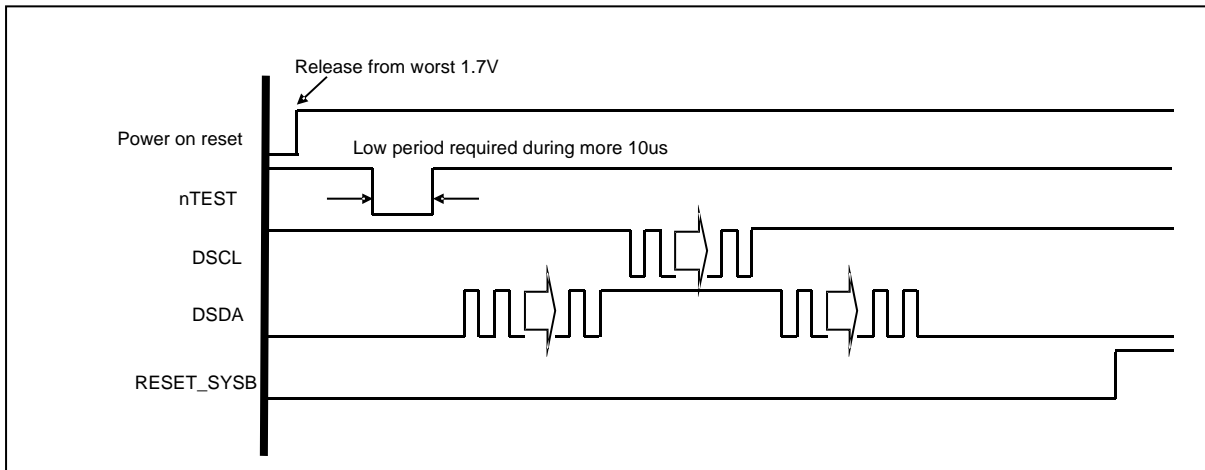 Release from worst 1.7V
Power on reset
Low period required during more 10us
nTEST
DSCL
DSDA
RESET_SYSB